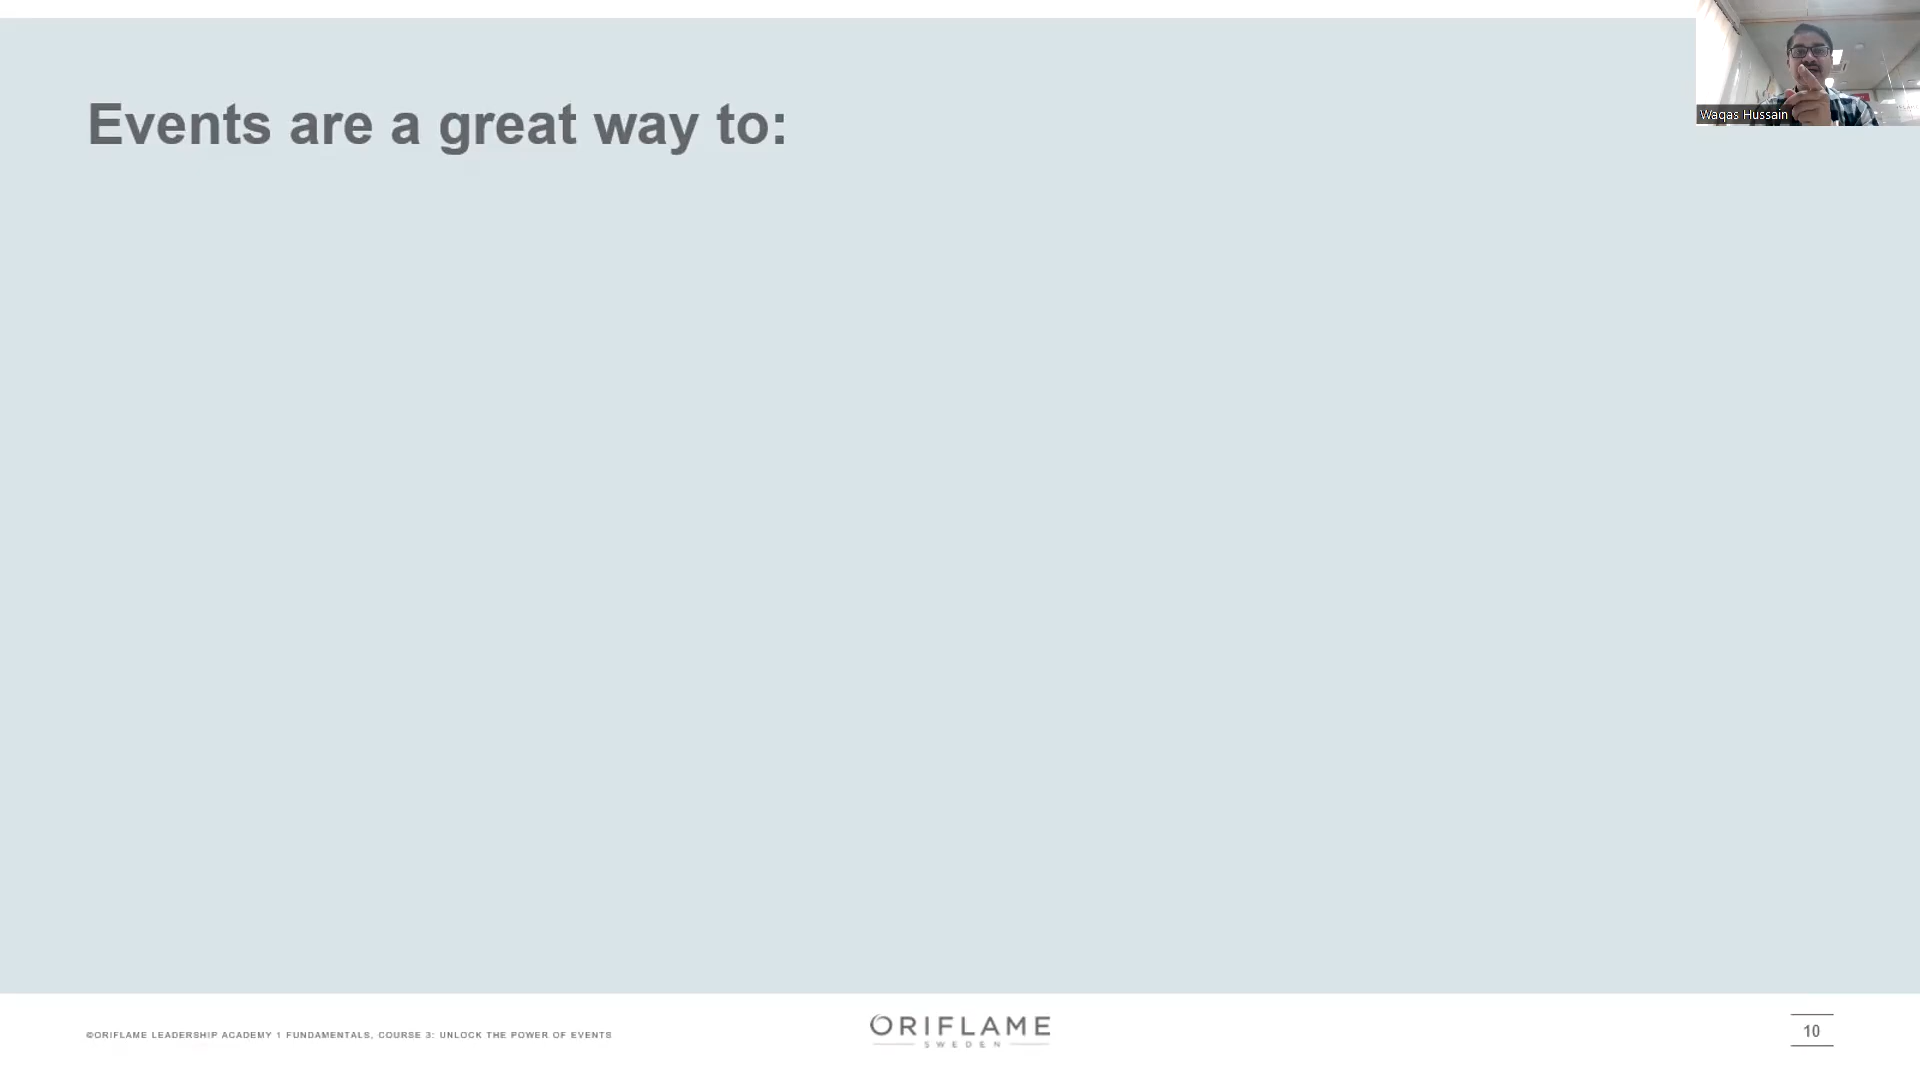 Events are a great way to:
Waqas Hussain
©ORIFLAME LEADERSHIP ACADEMY 1 FUNDAMENTALS, COURSE 3: UNLOCK THE POWER OF EVENTS
ORIFLAME
SWEDEN
10